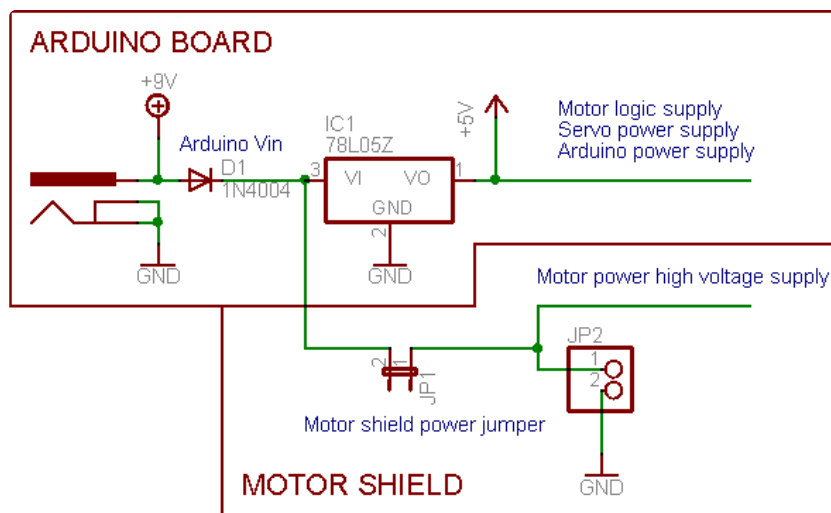 ARDUINO BOARD
+9V
Arduino Vin
D1
1N4004
IC1
78L05Z
3
VI
VO
1
GND
2
+5V
Motor logic supply
Servo power supply
Arduino power supply
GND
GND
Motor power high voltage supply
2
1
JP1
JP2
1
2
Motor shield power jumper
GND
MOTOR SHIELD